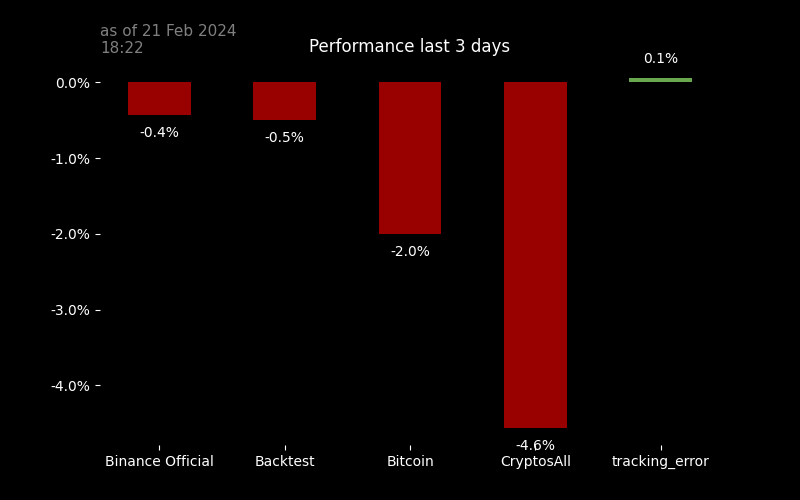 as of 21 Feb 2024
18:22
Performance last 3 days
0.1%
0.0%
-0.4%
-0.5%
-1.0%
-2.0%
-2.0%
-3.0%
-4.0%
-4.6%
Binance Official
Backtest
Bitcoin
CryptosAll
tracking_error